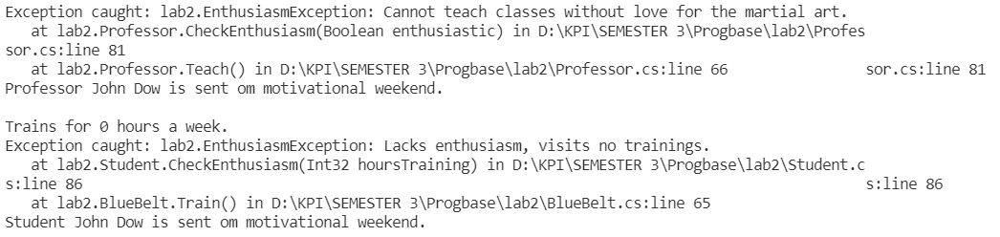 Exception caught: lab2.EnthusiasmException: Cannot teach classes without love for the martial art.
at lab2.Professor.CheckEnthusiasm(Boolean enthusiastic) in D:\KPI\SEMESTER 3\Progbase\lab2\Profes
sor.cs:line 81
at lab2.Professor.Teach() in D:\KPI\SEMESTER 3\Progbase\lab2\Professor.cs:line 66 sor.cs:line 81
Professor John Dow is sent om motivational weekend.

Trains for 0 hours a week.
Exception caught: lab2.EnthusiasmException: Lacks enthusiasm, visits no trainings.
at lab2.Student.CheckEnthusiasm(Int32 hoursTraining) in D:\KPI\SEMESTER 3\Progbase\lab2\Student.c
s:line 86 s:line 86
at lab2.BlueBelt.Train() in D:\KPI\SEMESTER 3\Progbase\lab2\BlueBelt.cs:line 65
Student John Dow is sent om motivational weekend.